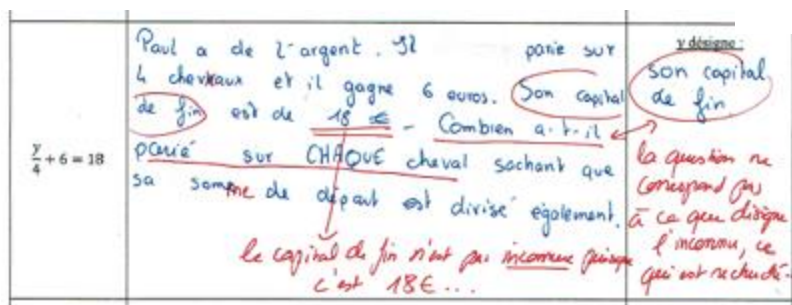 y/4 + 6 = 18
Paul a de l'argent. Il parie sur
4 chevaux et il gagne 6 euros. Son capital
de fin est de 18 €. Combien a-t-il
parié sur CHAQUE cheval sachant que
sa somme de départ est divisé également.
le capital de fin n'est pas inconnue puisque
c'est 18€...
y désigne :
son capital
de fin
la question ne
correspond pas
à ce que désigne
l'inconnu, ce
qui est recherché.